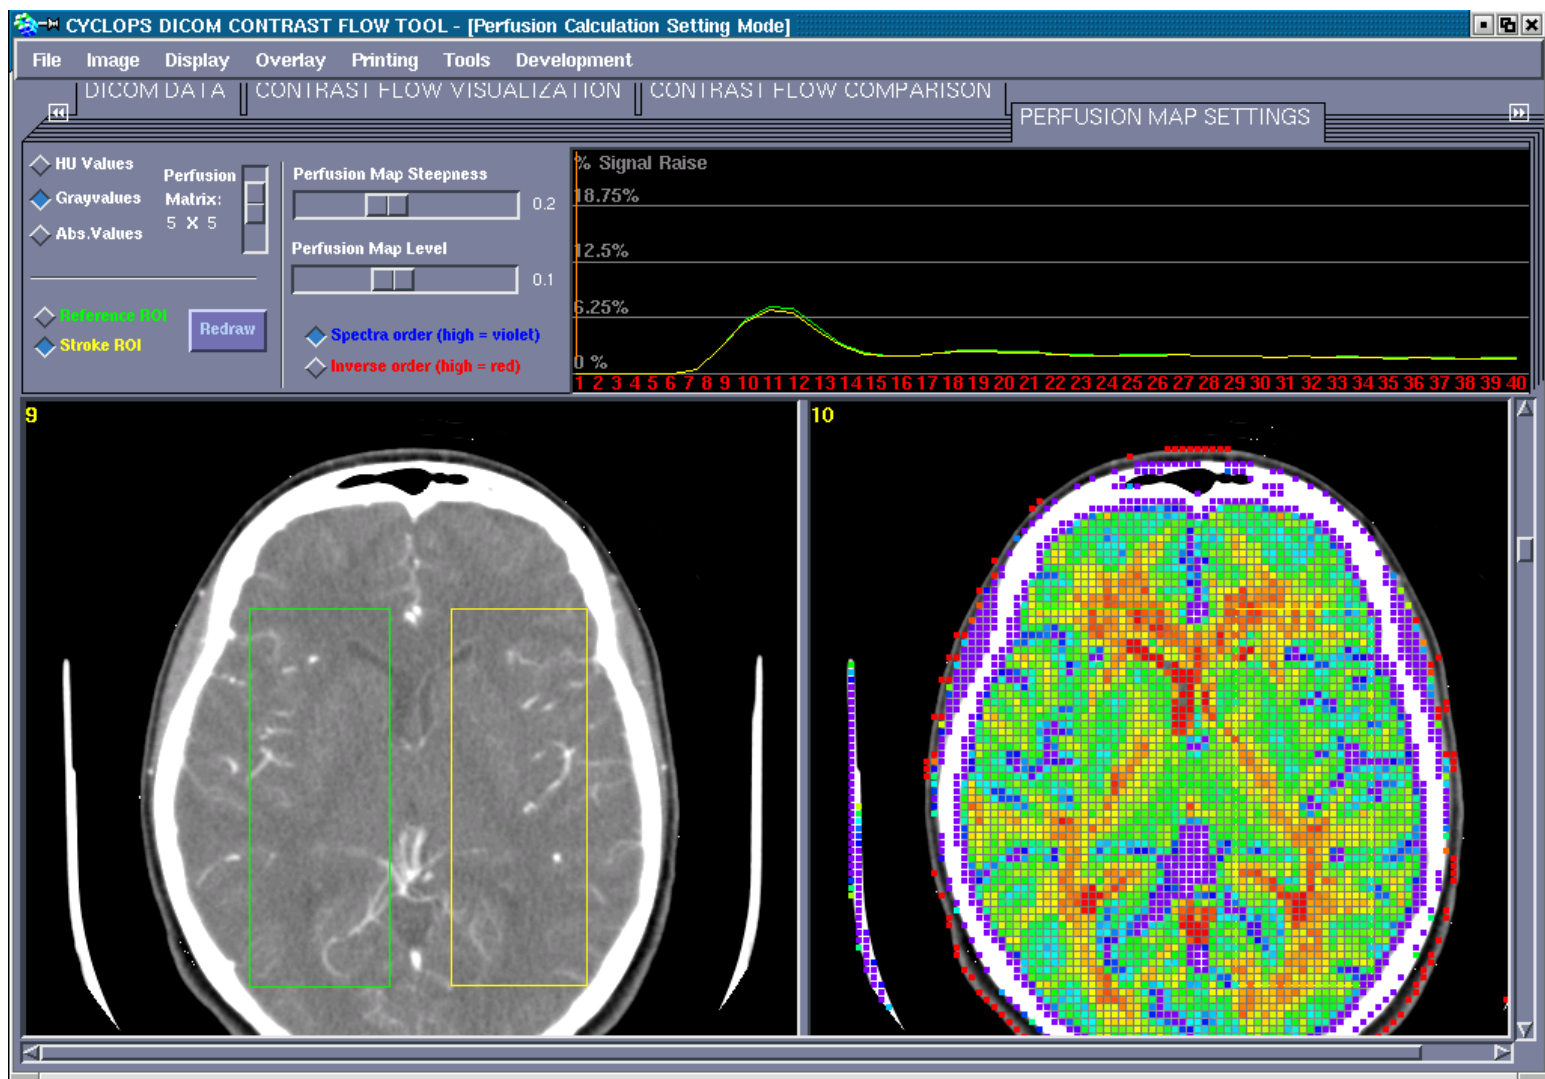 CYCLOPS DICOM CONTRAST FLOW TOOL - [Perfusion Calculation Setting Mode]
File Image Display Overlay Printing Tools Development
DICOM DATA CONTRAST FLOW VISUALIZATION CONTRAST FLOW COMPARISON
PERFUSION MAP SETTINGS
HU Values
Grayvalues
Abs.Values
Perfusion
Matrix:
5 X 5
Reference ROI
Stroke ROI
Redraw
Perfusion Map Steepness
0.2
Perfusion Map Level
0.1
Spectra order (high = violet)
Inverse order (high = red)
% Signal Raise
18.75%
12.5%
6.25%
0 %
1 2 3 4 5 6 7 8 9 10 11 12 13 14 15 16 17 18 19 20 21 22 23 24 25 26 27 28 29 30 31 32 33 34 35 36 37 38 39 40
9
10